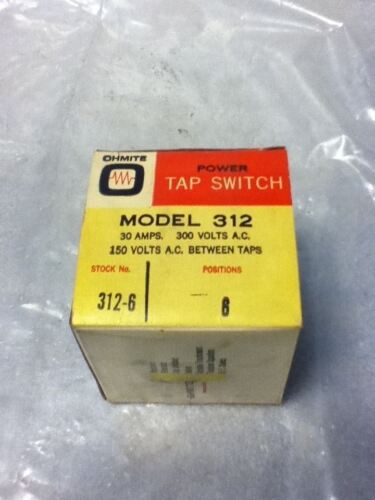 OHMITE
POWER
TAP SWITCH
MODEL 312
30 AMPS. 300 VOLTS A.C.
150 VOLTS A.C. BETWEEN TAPS
STOCK No.
POSITIONS
312-6
6